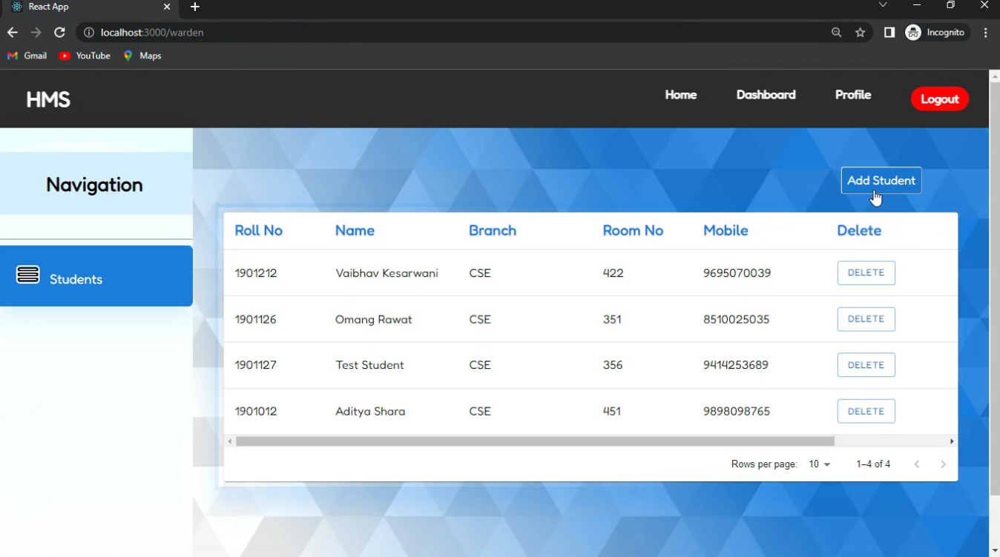 React App
localhost:3000/warden
Incognito
Gmail YouTube Maps
HMS Home Dashboard Profile Logout
Navigation
Students
Add Student
Roll No Name Branch Room No Mobile Delete
1901212 Vaibhav Kesarwani CSE 422 9695070039 DELETE
1901126 Omang Rawat CSE 351 8510025035 DELETE
1901127 Test Student CSE 356 9414253689 DELETE
1901012 Aditya Shara CSE 451 9898098765 DELETE
Rows per page: 10 1–4 of 4